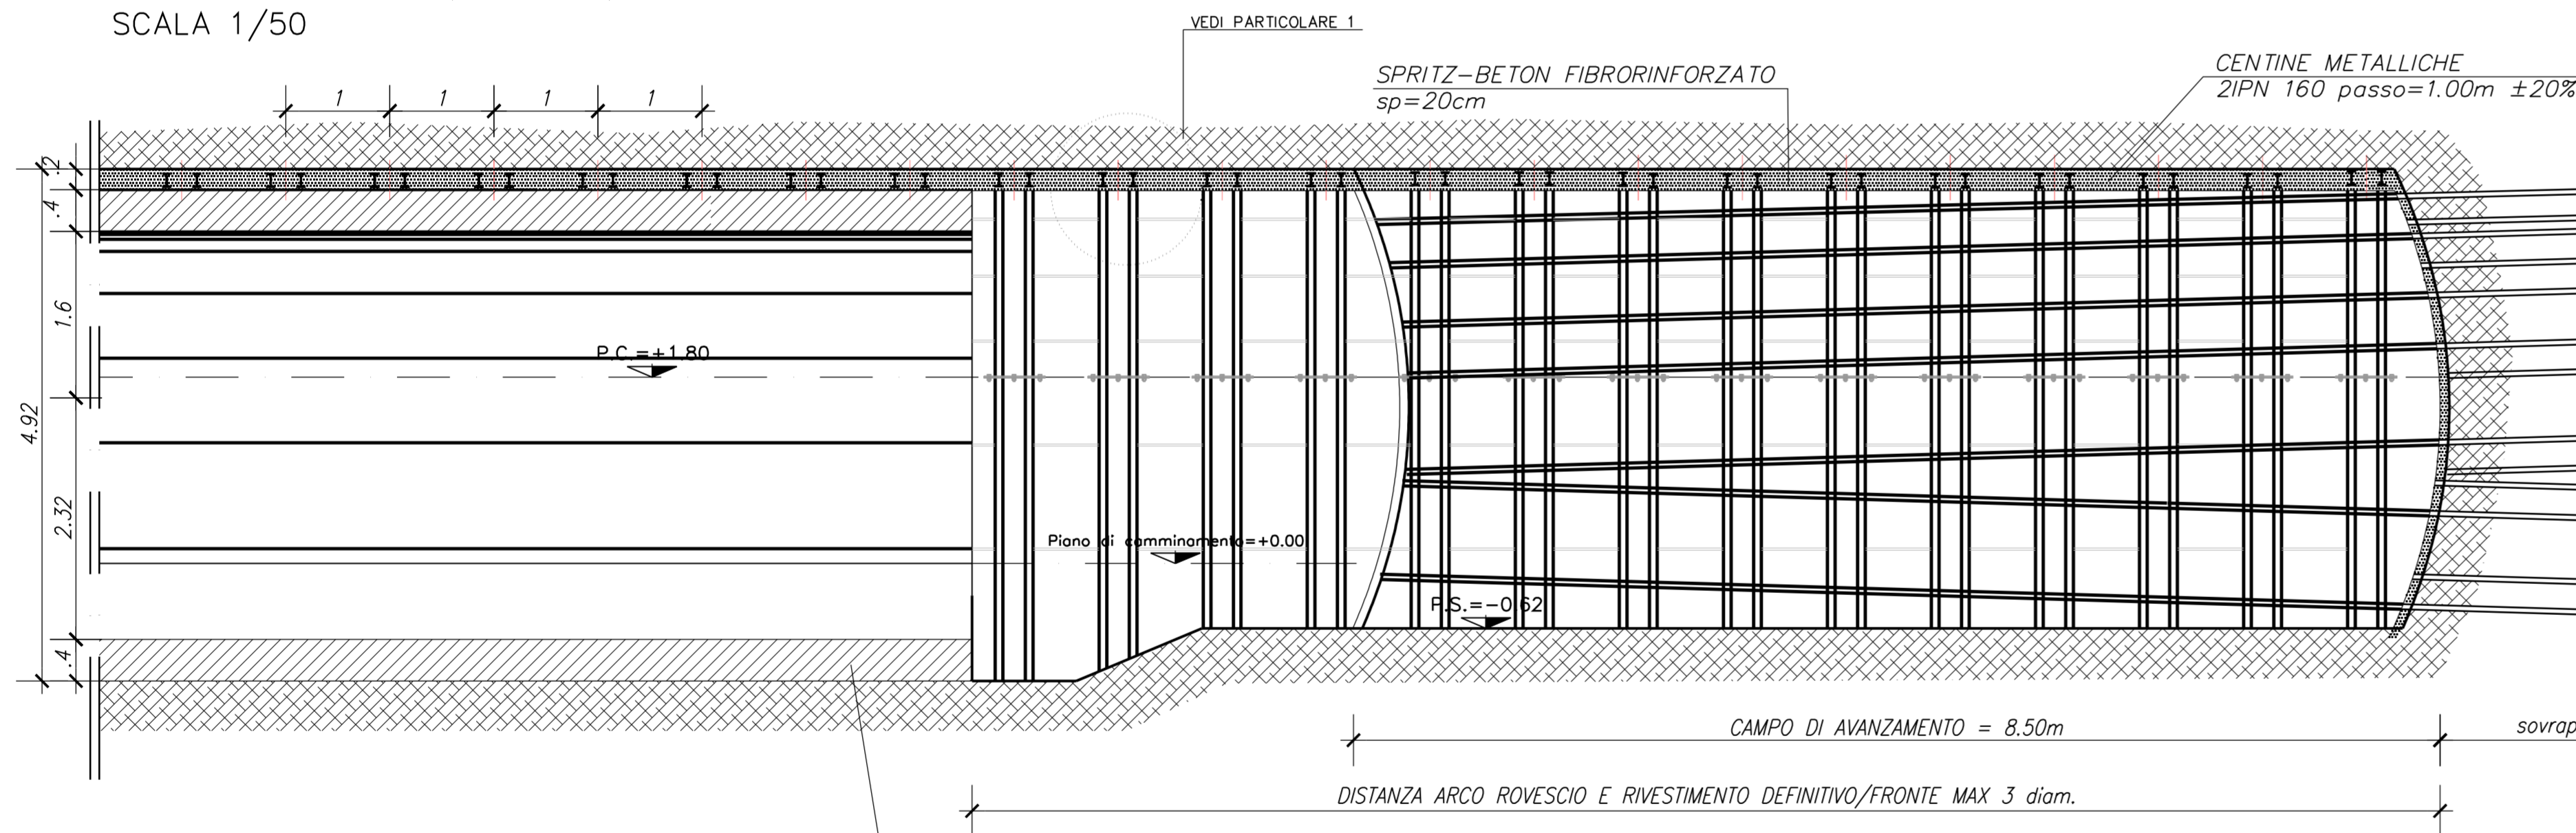 SCALA 1/50
VEDI PARTICOLARE 1
SPRITZ-BETON FIBRORINFORZATO
sp=20cm
CENTINE METALLICHE
2IPN 160 passo=1.00m ±20%
1
1
1
1
.2
.4
1.6
4.92
2.32
.4
P.C.=+1.80
Piano di camminamento=+0.00
P.S.=-0.62
CAMPO DI AVANZAMENTO = 8.50m
sovrap
DISTANZA ARCO ROVESCIO E RIVESTIMENTO DEFINITIVO/FRONTE MAX 3 diam.